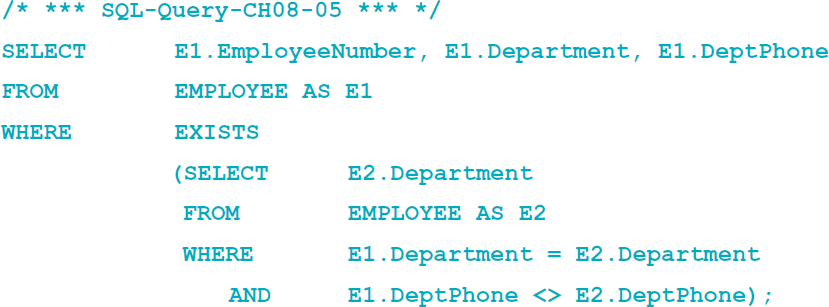 /* *** SQL-Query-CH08-05 *** */
SELECT E1.EmployeeNumber, E1.Department, E1.DeptPhone
FROM EMPLOYEE AS E1
WHERE EXISTS
(SELECT E2.Department
FROM EMPLOYEE AS E2
WHERE E1.Department = E2.Department
AND E1.DeptPhone <> E2.DeptPhone);